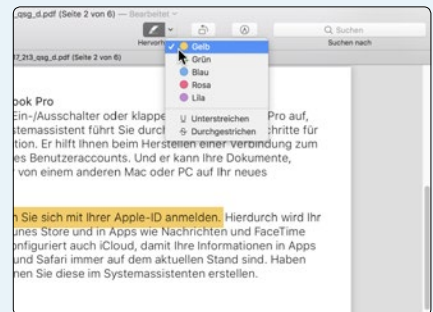 _qsg_d.pdf (Seite 2 von 6) — Bearbeitet
Suchen
Hervorh
Suchen nach
17_2t3_qsg_d.pdf (Seite 2 von 6)
Gelb
Grün
Blau
Rosa
Lila
U Unterstreichen
S Durchgestrichen
ook Pro
Ein-/Ausschalter oder klappe Pro auf,
stemassistent führt Sie durc hritte für
tion. Er hilft Ihnen beim Herstellen einer Verbindung zum
es Benutzeraccounts. Und er kann Ihre Dokumente,
von einem anderen Mac oder PC auf Ihr neues
n Sie sich mit Ihrer Apple-ID anmelden. Hierdurch wird Ihr
unes Store und in Apps wie Nachrichten und FaceTime
onfiguriert auch iCloud, damit Ihre Informationen in Apps
und Safari immer auf dem aktuellen Stand sind. Haben
nen Sie diese im Systemassistenten erstellen.